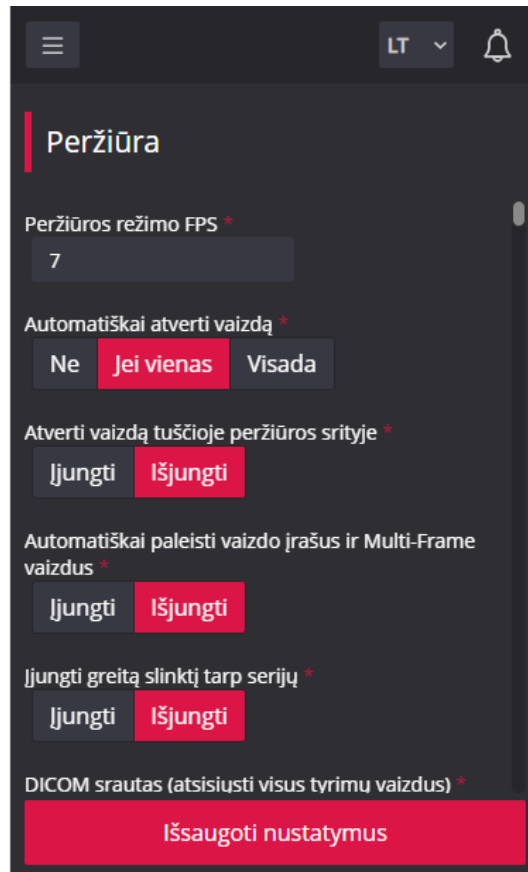 LT
Peržiūra
Peržiūros režimo FPS *
7
Automatiškai atverti vaizdą *
Ne Jei vienas Visada
Atverti vaizdą tuščioje peržiūros srityje *
Įjungti Išjungti
Automatiškai paleisti vaizdo įrašus ir Multi-Frame
vaizdus *
Įjungti Išjungti
Įjungti greitą slinktį tarp serijų *
Įjungti Išjungti
DICOM srautas (atsisiųsti visus tyrimų vaizdus) *
Išsaugoti nustatymus